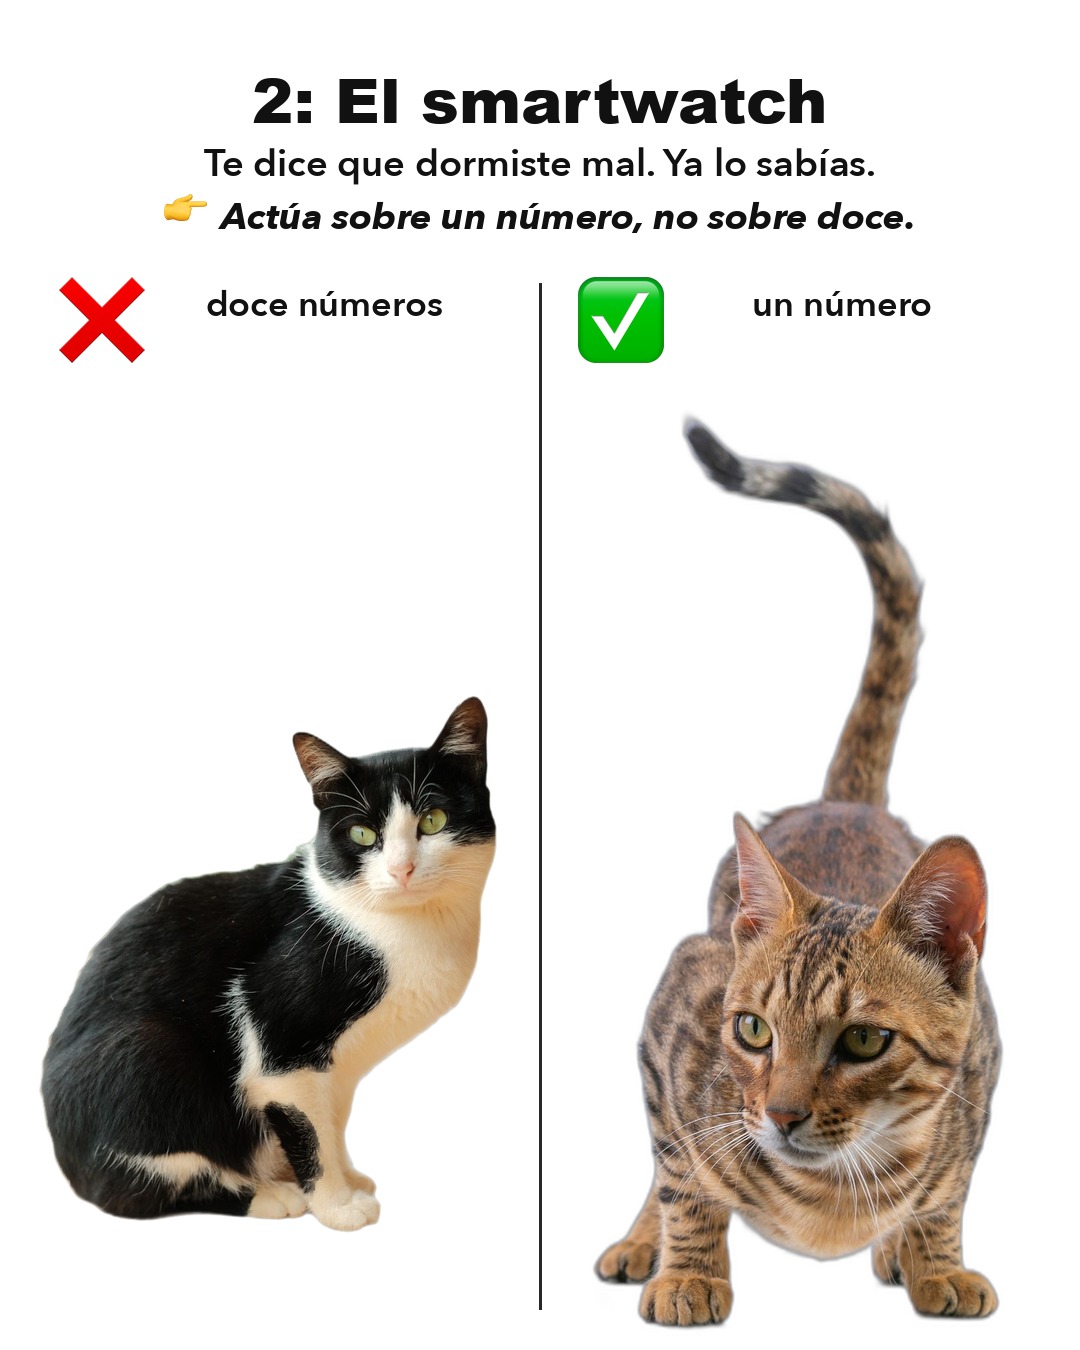 2: El smartwatch
Te dice que dormiste mal. Ya lo sabías.
👉 Actúa sobre un número, no sobre doce.
❌ doce números
✅ un número